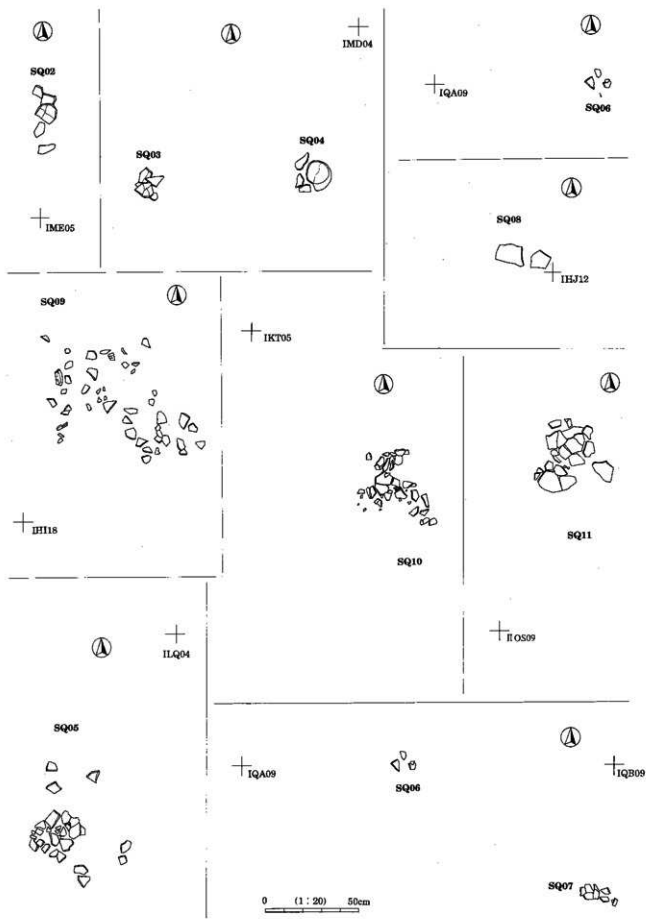 SQ02
IME05
IMD04
SQ03
SQ04
IQA09
SQ06
SQ08
IHJ12
SQ09
IHI18
IKT05
SQ10
SQ11
IIOS09
ILQ04
SQ05
IQA09
SQ06
IQB09
SQ07
0 (1:20) 50cm